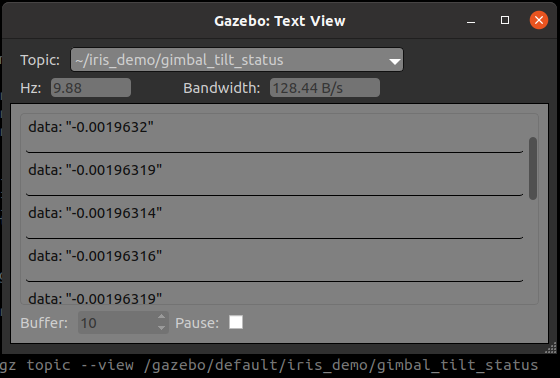 Gazebo: Text View
Topic: ~/iris_demo/gimbal_tilt_status
Hz: 9.88 Bandwidth: 128.44 B/s
data: "-0.0019632"
data: "-0.00196319"
data: "-0.00196314"
data: "-0.00196316"
data: "-0.00196319"
Buffer: 10 Pause:
gz topic --view /gazebo/default/iris_demo/gimbal_tilt_status